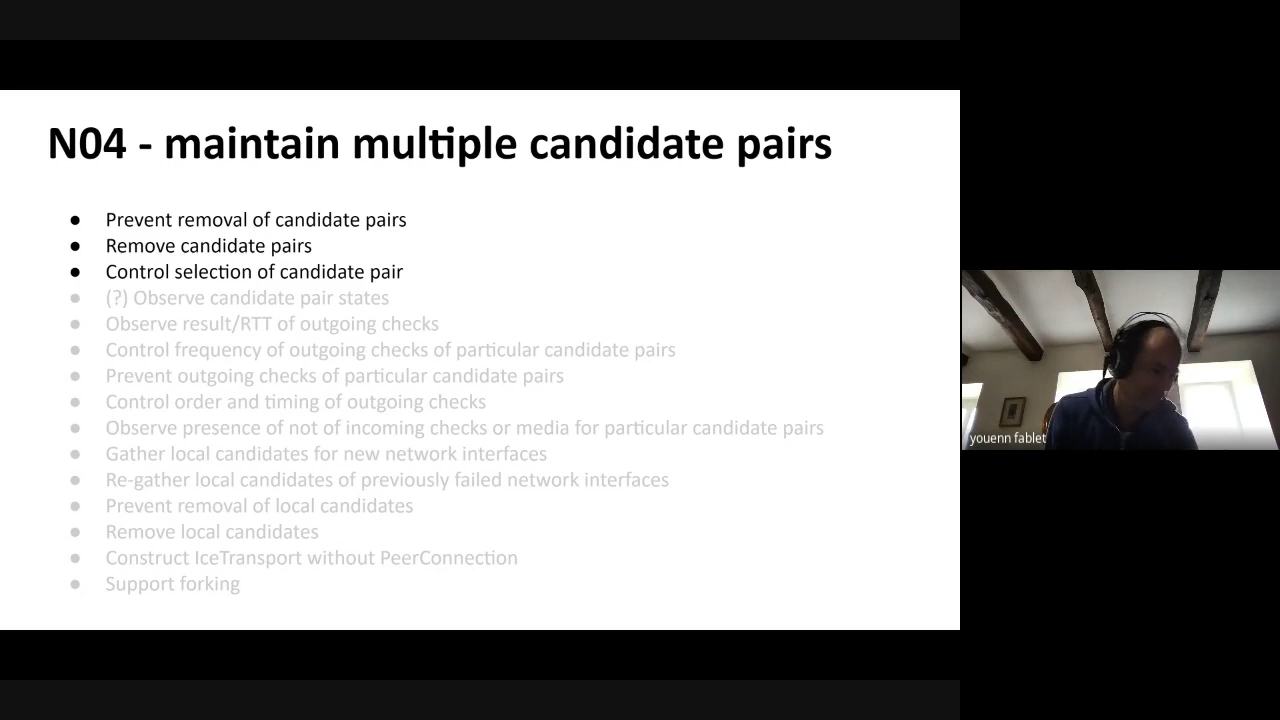 N04 - maintain multiple candidate pairs
● Prevent removal of candidate pairs
● Remove candidate pairs
● Control selection of candidate pair
● (?) Observe candidate pair states
● Observe result/RTT of outgoing checks
● Control frequency of outgoing checks of particular candidate pairs
● Prevent outgoing checks of particular candidate pairs
● Control order and timing of outgoing checks
● Observe presence of not of incoming checks or media for particular candidate pairs
● Gather local candidates for new network interfaces
● Re-gather local candidates of previously failed network interfaces
● Prevent removal of local candidates
● Remove local candidates
● Construct IceTransport without PeerConnection
● Support forking
youenn fablet